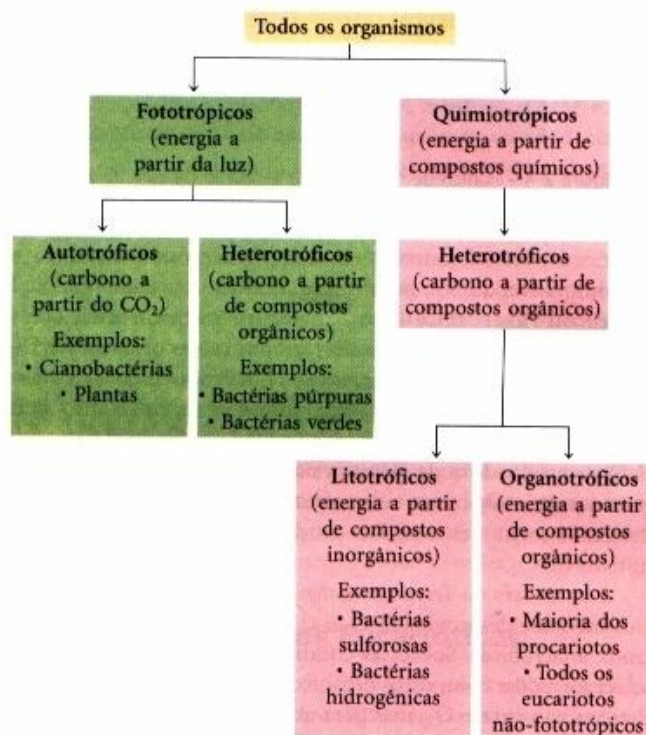 Todos os organismos
Fototrópicos
(energia a
partir da luz)
Quimiotrópicos
(energia a partir de
compostos químicos)
Autotróficos
(carbono a
partir do CO₂)
Exemplos:
• Cianobactérias
• Plantas
Heterotróficos
(carbono a partir
de compostos
orgânicos)
Exemplos:
• Bactérias púrpuras
• Bactérias verdes
Heterotróficos
(carbono a partir de
compostos orgânicos)
Litotróficos
(energia a partir
de compostos
inorgânicos)
Exemplos:
• Bactérias
sulforosas
• Bactérias
hidrogênicas
Organotróficos
(energia a partir
de compostos
orgânicos)
Exemplos:
• Maioria dos
procariotos
• Todos os
eucariotos
não-fototrópicos